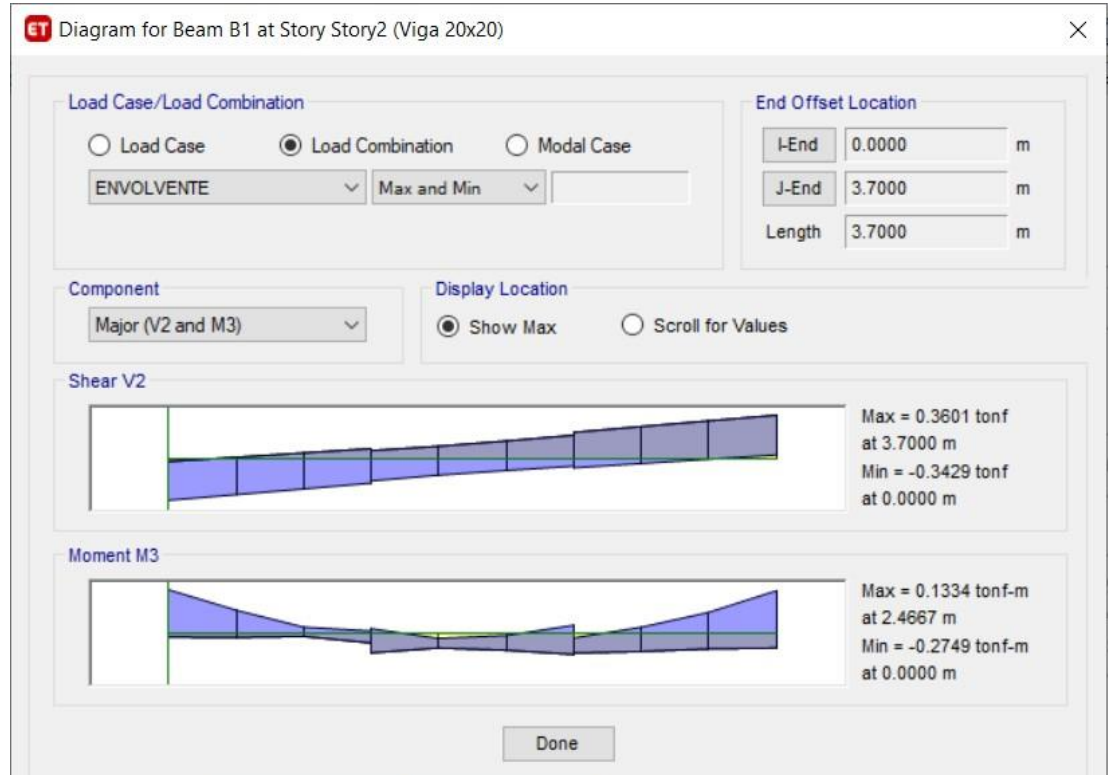 ET Diagram for Beam B1 at Story Story2 (Viga 20x20)
Load Case/Load Combination
Load Case
Load Combination
Modal Case
ENVOLVENTE
Max and Min
End Offset Location
I-End 0.0000 m
J-End 3.7000 m
Length 3.7000 m
Component
Major (V2 and M3)
Display Location
Show Max
Scroll for Values
Shear V2
Max = 0.3601 tonf
at 3.7000 m
Min = -0.3429 tonf
at 0.0000 m
Moment M3
Max = 0.1334 tonf-m
at 2.4667 m
Min = -0.2749 tonf-m
at 0.0000 m
Done